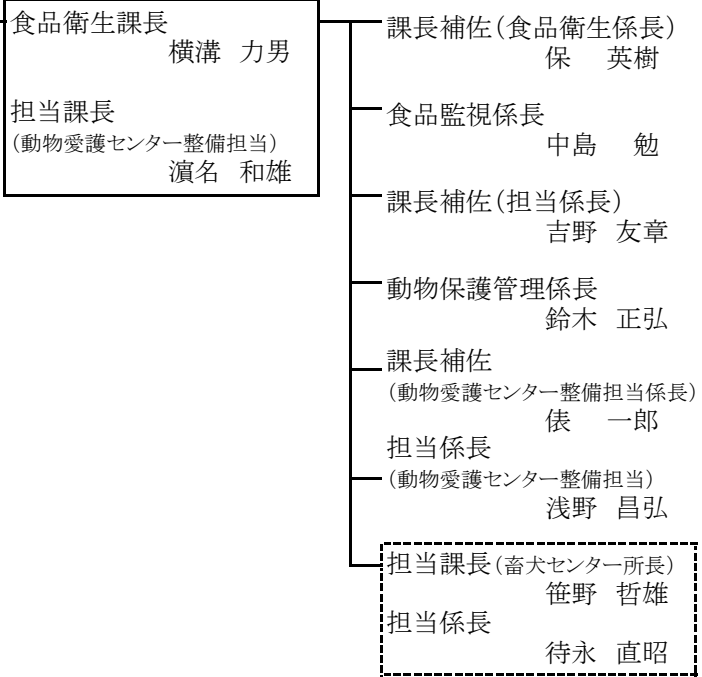 食品衛生課長
横溝 力男
担当課長
(動物愛護センター整備担当)
濵名 和雄
課長補佐(食品衛生係長)
保 英樹
食品監視係長
中島 勉
課長補佐(担当係長)
吉野 友章
動物保護管理係長
鈴木 正弘
課長補佐
(動物愛護センター整備担当係長)
俵 一郎
担当係長
(動物愛護センター整備担当)
浅野 昌弘
担当課長(畜犬センター所長)
笹野 哲雄
担当係長
待永 直昭